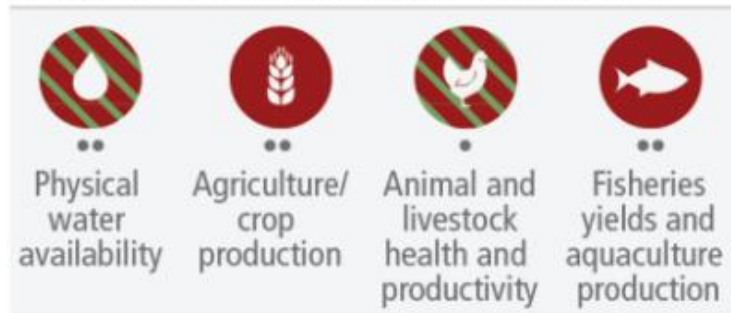 Physical
water
availability
Agriculture/
crop
production
Animal and
livestock
health and
productivity
Fisheries
yields and
aquaculture
production